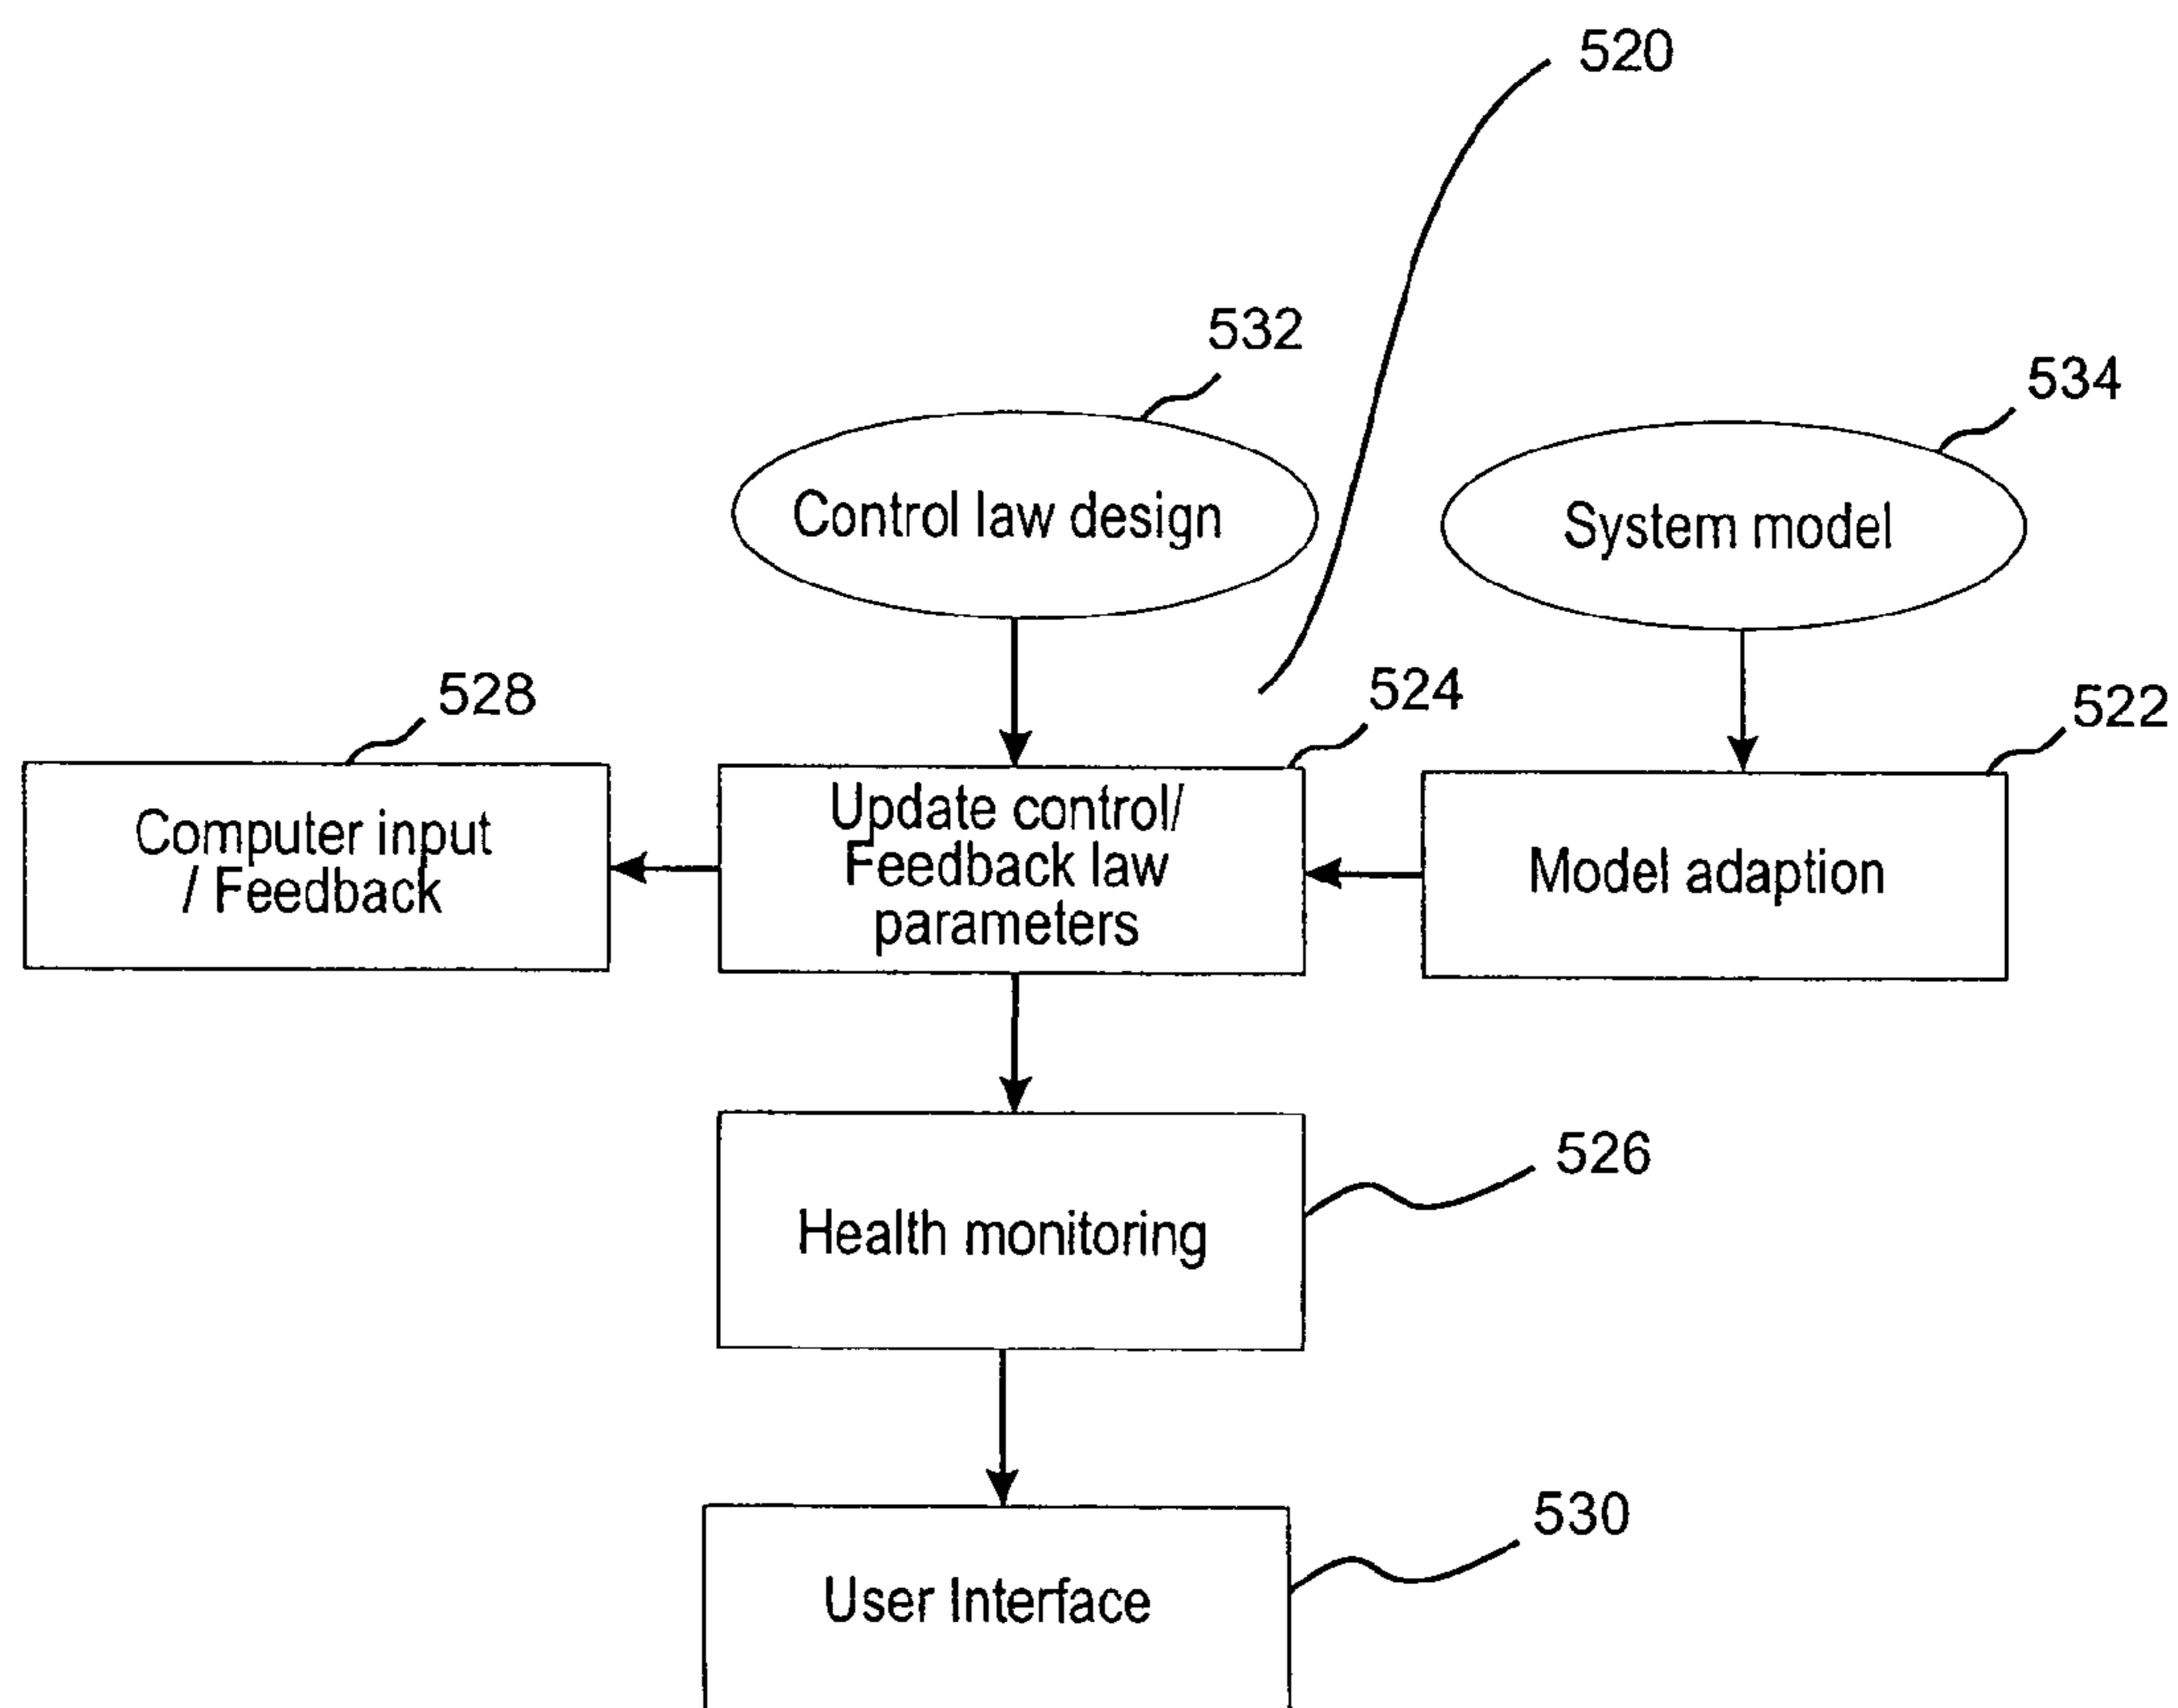 520
532
534
Control law design
System model
528
524
522
Computer input
/ Feedback
Update control/
Feedback law
parameters
Model adaption
526
Health monitoring
530
User Interface